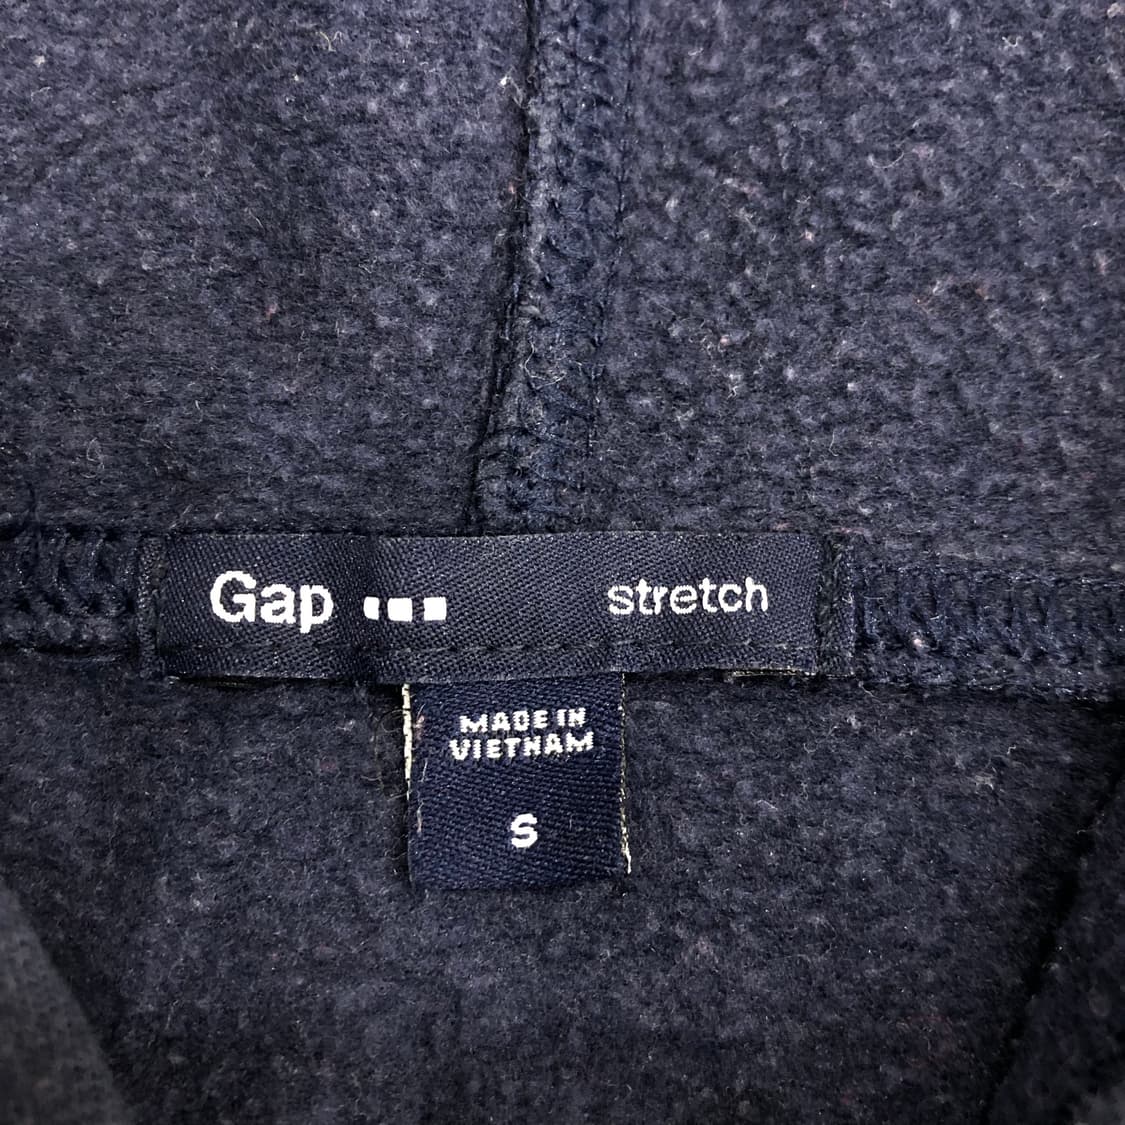 Gap stretch
MADE IN
VIETNAM
S